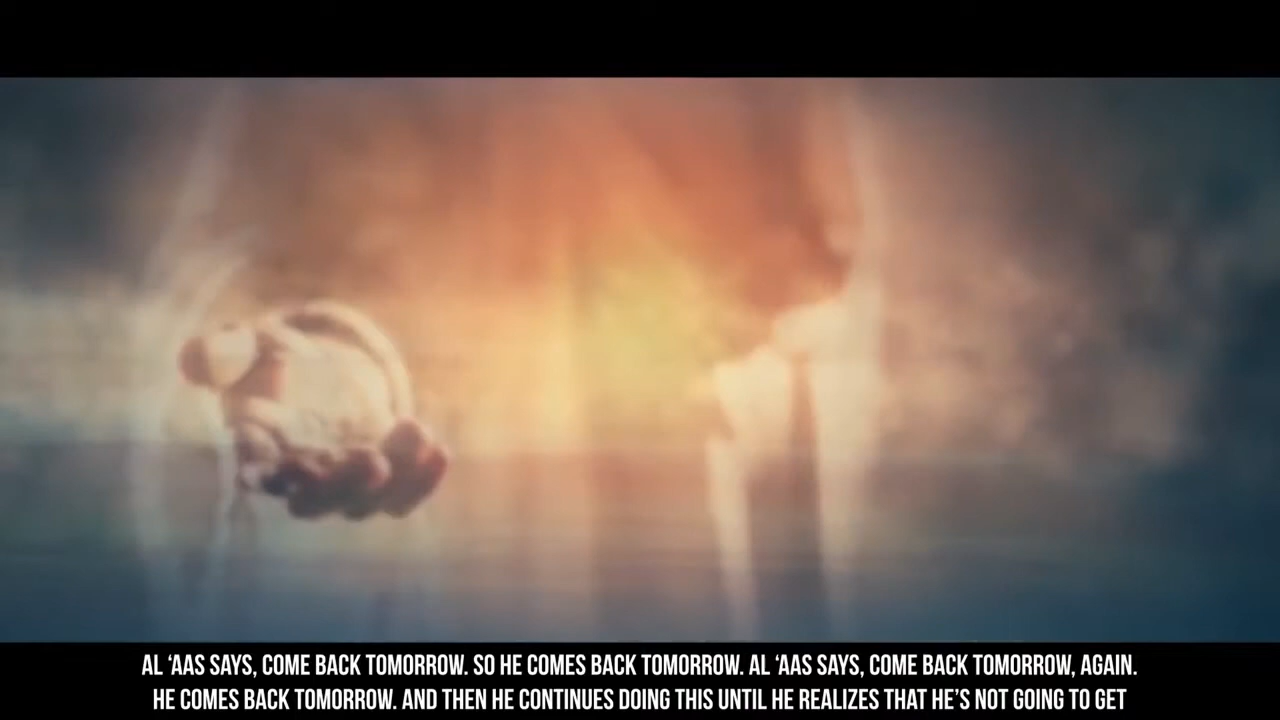 AL ‘AAS SAYS, COME BACK TOMORROW. SO HE COMES BACK TOMORROW. AL ‘AAS SAYS, COME BACK TOMORROW, AGAIN.
HE COMES BACK TOMORROW. AND THEN HE CONTINUES DOING THIS UNTIL HE REALIZES THAT HE’S NOT GOING TO GET